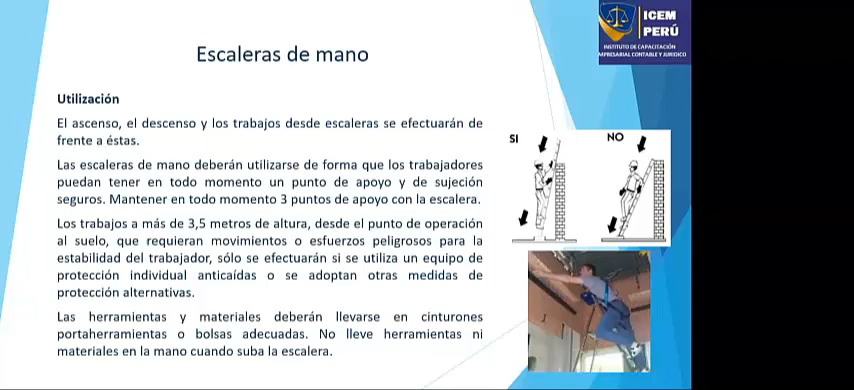 ICEM
PERÚ
INSTITUTO DE CAPACITACIÓN
EMPRESARIAL CONTABLE Y JURIDICO
Escaleras de mano
Utilización
El ascenso, el descenso y los trabajos desde escaleras se efectuarán de
frente a éstas.
Las escaleras de mano deberán utilizarse de forma que los trabajadores
puedan tener en todo momento un punto de apoyo y de sujeción
seguros. Mantener en todo momento 3 puntos de apoyo con la escalera.
Los trabajos a más de 3,5 metros de altura, desde el punto de operación
al suelo, que requieran movimientos o esfuerzos peligrosos para la
estabilidad del trabajador, sólo se efectuarán si se utiliza un equipo de
protección individual anticaídas o se adoptan otras medidas de
protección alternativas.
Las herramientas y materiales deberán llevarse en cinturones
portaherramientas o bolsas adecuadas. No lleve herramientas ni
materiales en la mano cuando suba la escalera.
SI
NO